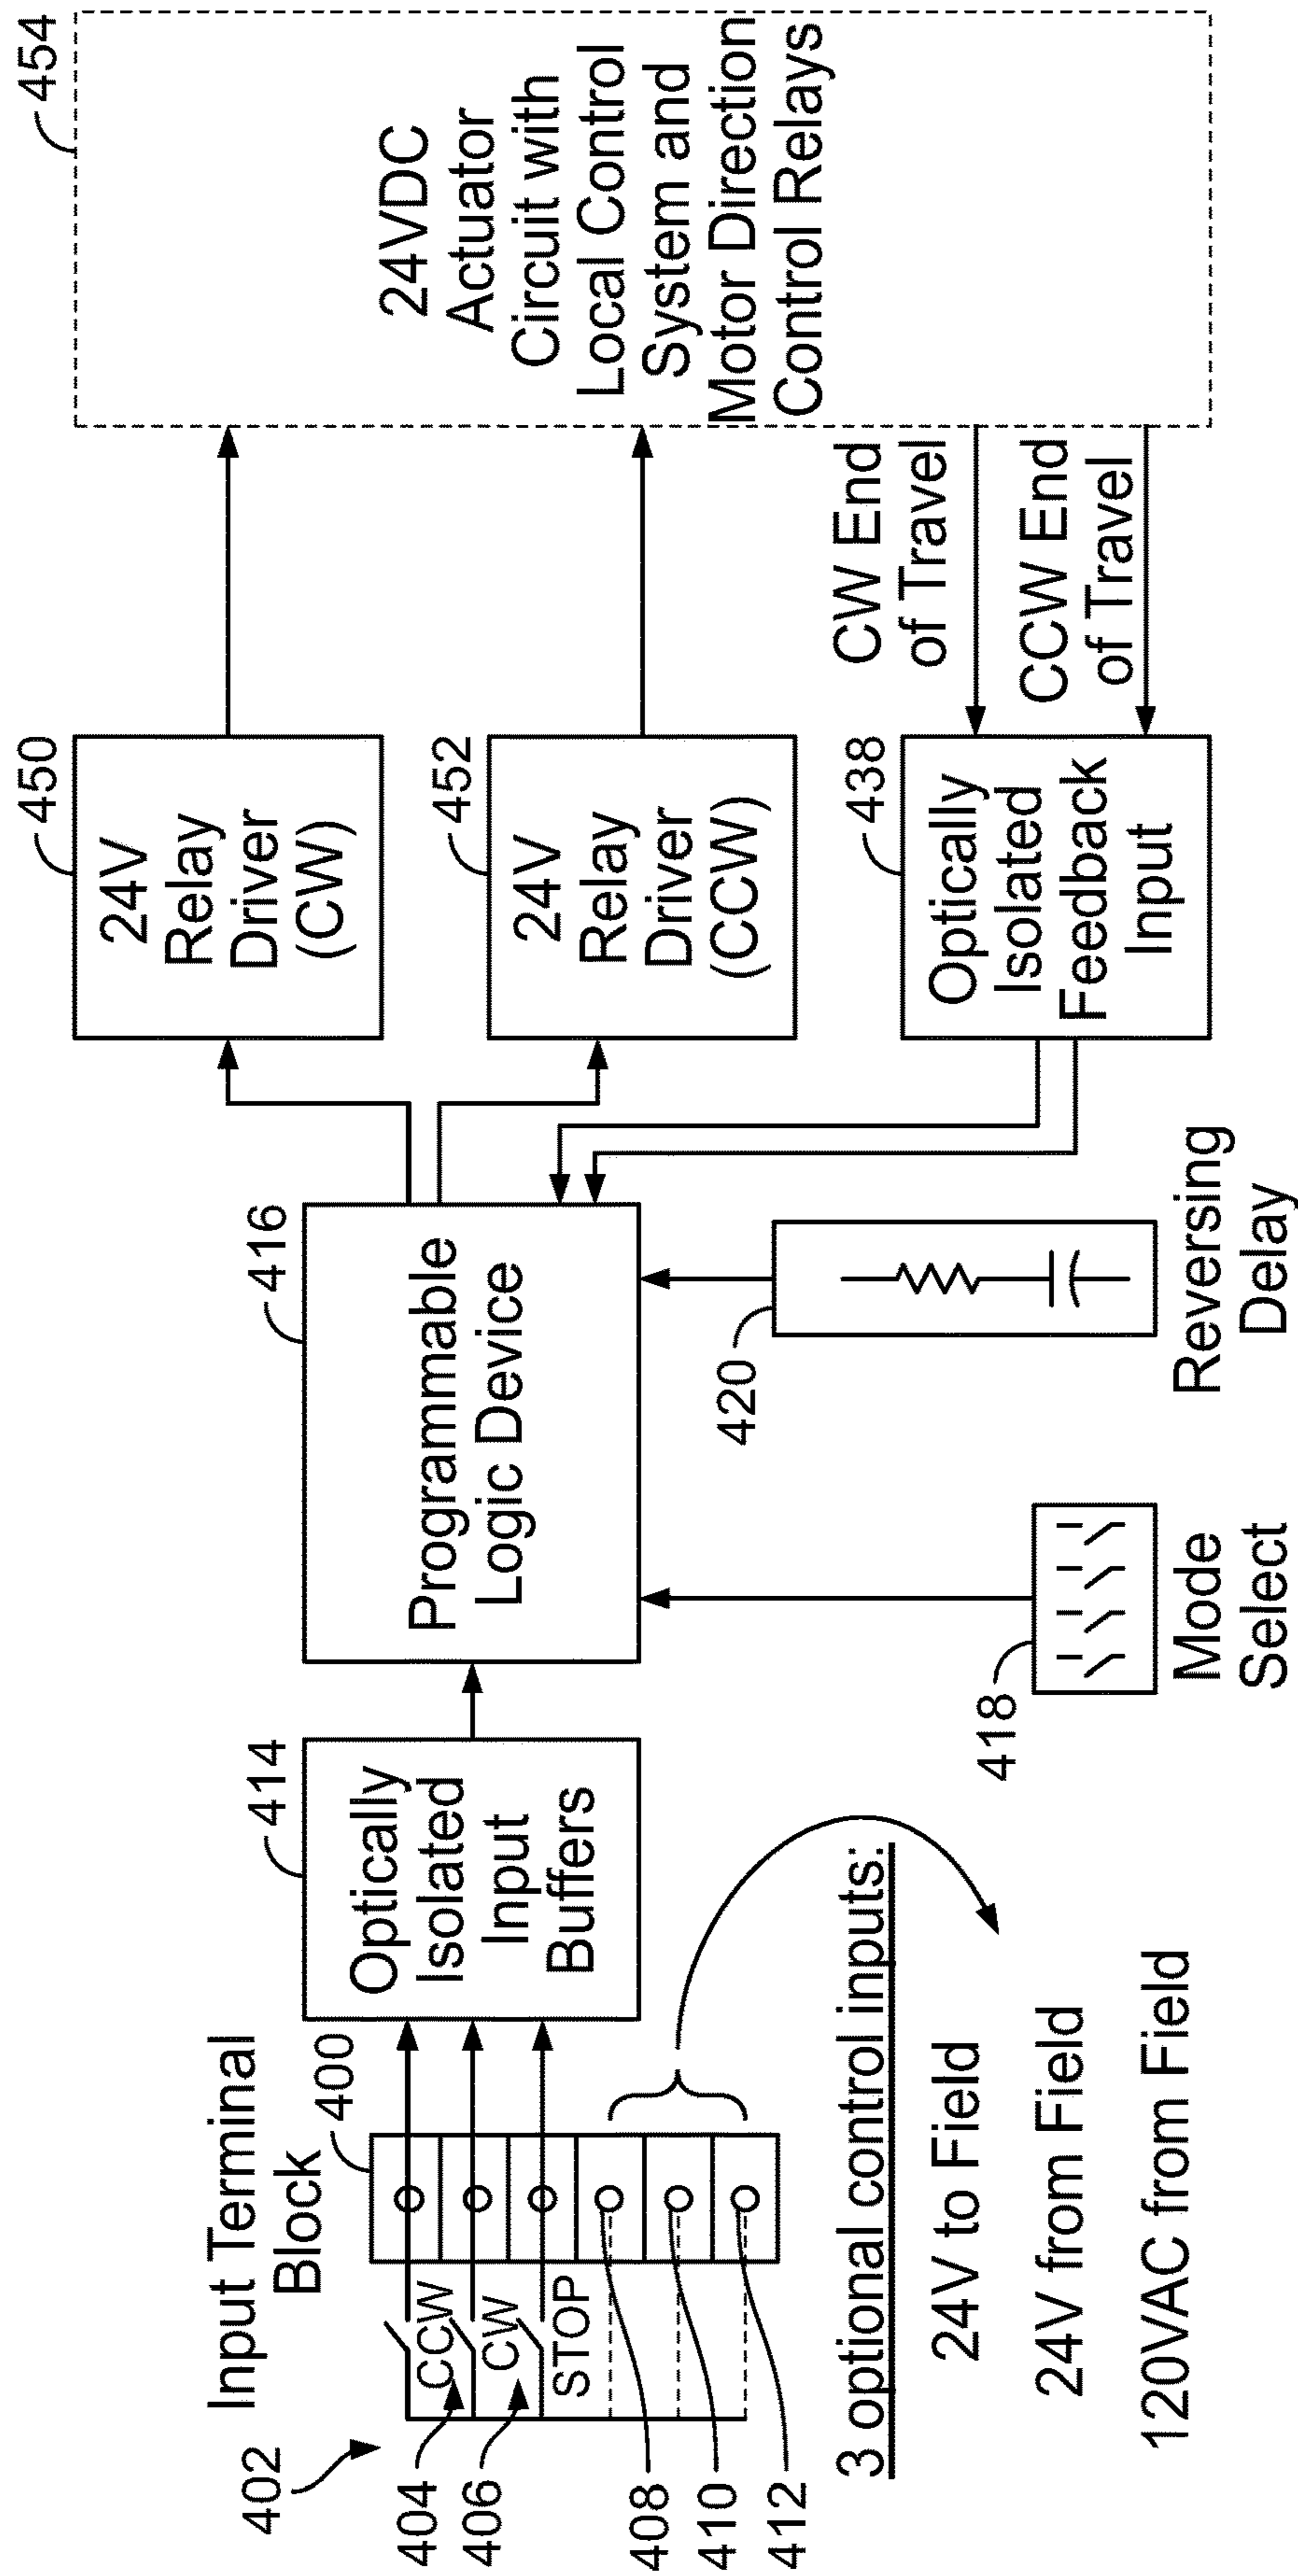 Input Terminal
Block
400
402
CCW
404
CW
406
STOP
408
410
412
3 optional control inputs:
24V to Field
24V from Field
120VAC from Field
414
Optically
Isolated
Input
Buffers
416
Programmable
Logic Device
418
Mode
Select
420
Reversing
Delay
450
24V
Relay
Driver
(CW)
452
24V
Relay
Driver
(CCW)
438
Optically
Isolated
Feedback
Input
CW End
of Travel
CCW End
of Travel
454
24VDC
Actuator
Circuit with
Local Control
System and
Motor Direction
Control Relays